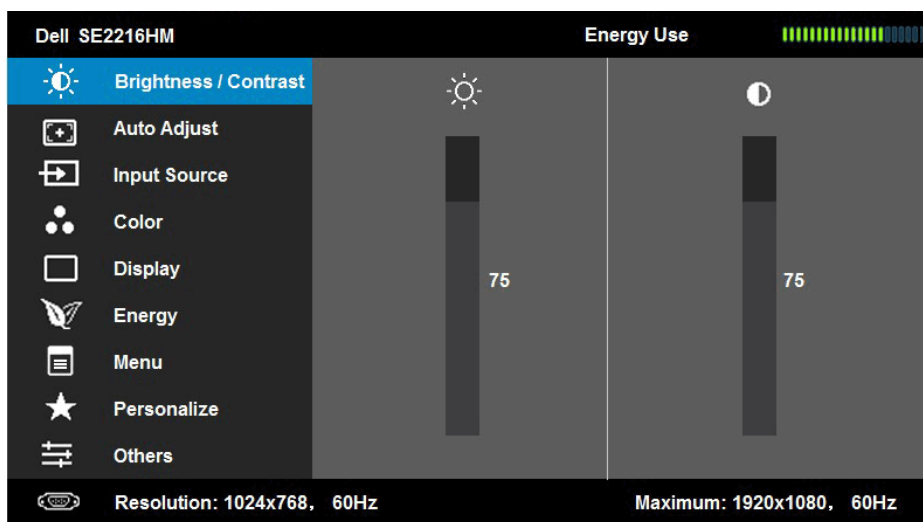 Dell SE2216HM Energy Use
Brightness / Contrast
Auto Adjust
Input Source
Color
Display
75 75
Energy
Menu
Personalize
Others
Resolution: 1024x768, 60Hz Maximum: 1920x1080, 60Hz